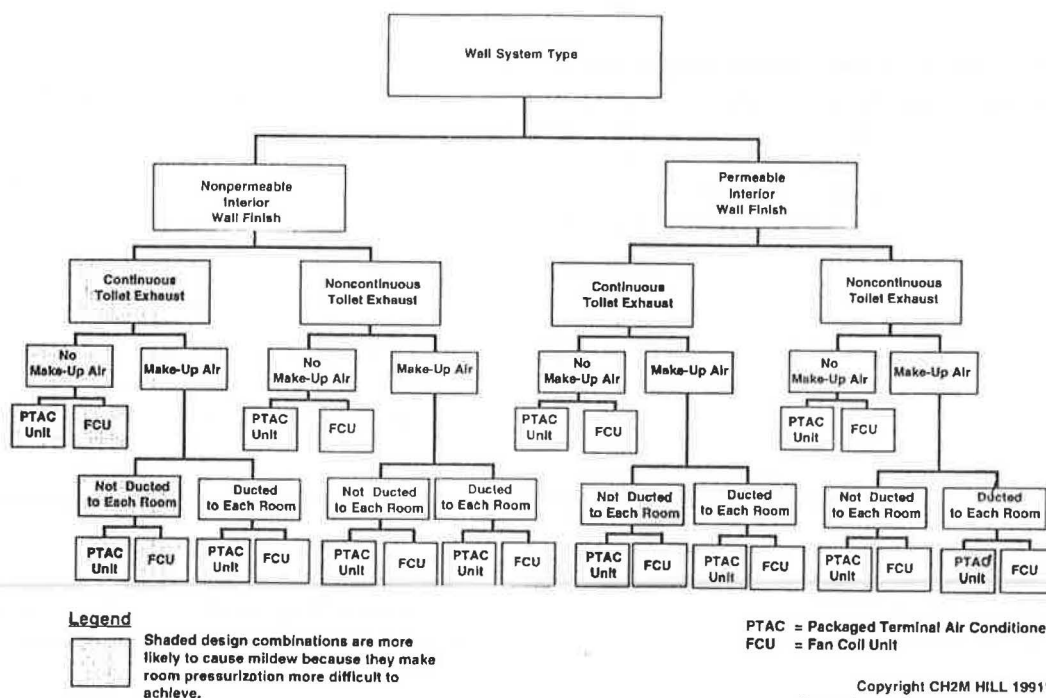 Wall System Type
Nonpermeable
Interior
Wall Finish
Permeable
Interior
Wall Finish
Continuous
Toilet Exhaust
Noncontinuous
Toilet Exhaust
Continuous
Toilet Exhaust
Noncontinuous
Toilet Exhaust
No
Make-Up Air
Make-Up Air
No
Make-Up Air
Make-Up Air
No
Make-Up Air
Make-Up Air
No
Make-Up Air
Make-Up Air
PTAC
Unit
FCU
PTAC
Unit
FCU
PTAC
Unit
FCU
PTAC
Unit
FCU
Not Ducted
to Each Room
Ducted
to Each Room
Not Ducted
to Each Room
Ducted
to Each Room
Not Ducted
to Each Room
Ducted
to Each Room
Not Ducted
to Each Room
Ducted
to Each Room
PTAC
Unit
FCU
PTAC
Unit
FCU
PTAC
Unit
FCU
PTAC
Unit
FCU
PTAC
Unit
FCU
PTAC
Unit
FCU
PTAC
Unit
FCU
PTAC
Unit
FCU
Legend
Shaded design combinations are more
likely to cause mildew because they make
room pressurization more difficult to
achieve.
PTAC = Packaged Terminal Air Conditione
FCU = Fan Coil Unit
Copyright CH2M HILL 1991